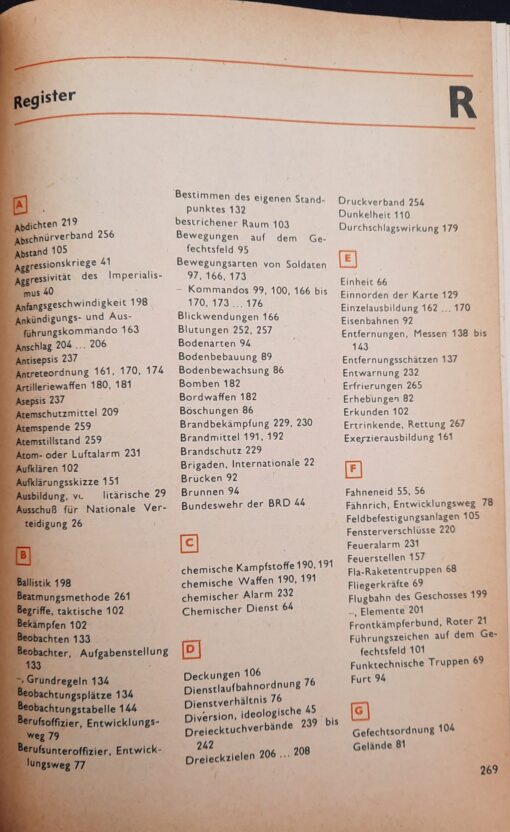 Register
R
A
Abdichten 219
Abschnürverband 256
Abstand 105
Aggressionskriege 41
Aggressivität des Imperialis-
mus 40
Anfangsgeschwindigkeit 198
Ankündigungs- und Aus-
führungskommando 163
Anschlag 204 ... 206
Antisepsis 237
Antreteordnung 161, 170, 174
Artilleriewaffen 180, 181
Asepsis 237
Atemschutzmittel 209
Atemspende 259
Atemstillstand 259
Atom- oder Luftalarm 231
Aufklären 102
Aufklärungsskizze 151
Ausbildung, litärische 29
Ausschuß für Nationale Ver-
teidigung 26
B
Ballistik 198
Beatmungsmethode 261
Begriffe, taktische 102
Bekämpfen 102
Beobachten 133
Beobachter, Aufgabenstellung
133
–, Grundregeln 134
Beobachtungsplätze 134
Beobachtungstabelle 144
Berufsoffizier, Entwicklungs-
weg 79
Berufsunteroffizier, Entwick-
lungsweg 77
Bestimmen des eigenen Stand-
punktes 132
bestrichener Raum 103
Bewegungen auf dem Ge-
fechtsfeld 95
Bewegungsarten von Soldaten
97, 166, 173
– Kommandos 99, 100, 166 bis
170, 173 ... 176
Blickwendungen 166
Blutungen 252, 257
Bodenarten 94
Bodenbebauung 89
Bodenbewachsung 86
Bomben 182
Bordwaffen 182
Böschungen 86
Brandbekämpfung 229, 230
Brandmittel 191, 192
Brandschutz 229
Brigaden, Internationale 22
Brücken 92
Brunnen 94
Bundeswehr der BRD 44
C
chemische Kampfstoffe 190, 191
chemische Waffen 190, 191
chemischer Alarm 232
Chemischer Dienst 64
D
Deckungen 106
Dienstlaufbahnordnung 76
Dienstverhältnis 76
Diversion, ideologische 45
Dreiecktuchverbände 239 bis
242
Dreieckzielen 206 ... 208
Druckverband 254
Dunkelheit 110
Durchschlagswirkung 179
E
Einheit 66
Einnorden der Karte 129
Einzelausbildung 162 ... 170
Eisenbahnen 92
Entfernungen, Messen 138 bis
143
Entfernungsschätzen 137
Entwarnung 232
Erfrierungen 265
Erhebungen 82
Erkunden 102
Ertrinkende, Rettung 267
Exerzierausbildung 161
F
Fahneneid 55, 56
Fähnrich, Entwicklungsweg 78
Feldbefestigungsanlagen 105
Fensterverschlüsse 220
Feueralarm 231
Feuerstellen 157
Fla-Raketentruppen 68
Fliegerkräfte 69
Flugbahn des Geschosses 199
–, Elemente 201
Frontkämpferbund, Roter 21
Führungszeichen auf dem Ge-
fechtsfeld 101
Funktechnische Truppen 69
Furt 94
G
Gefechtsordnung 104
Gelände 81
269